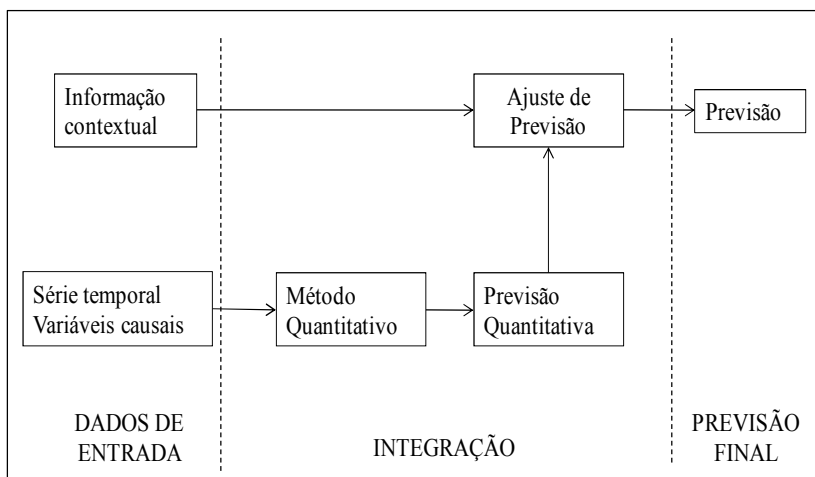 Informação
contextual
Ajuste de
Previsão
Previsão
Série temporal
Variáveis causais
Método
Quantitativo
Previsão
Quantitativa
DADOS DE
ENTRADA
INTEGRAÇÃO
PREVISÃO
FINAL